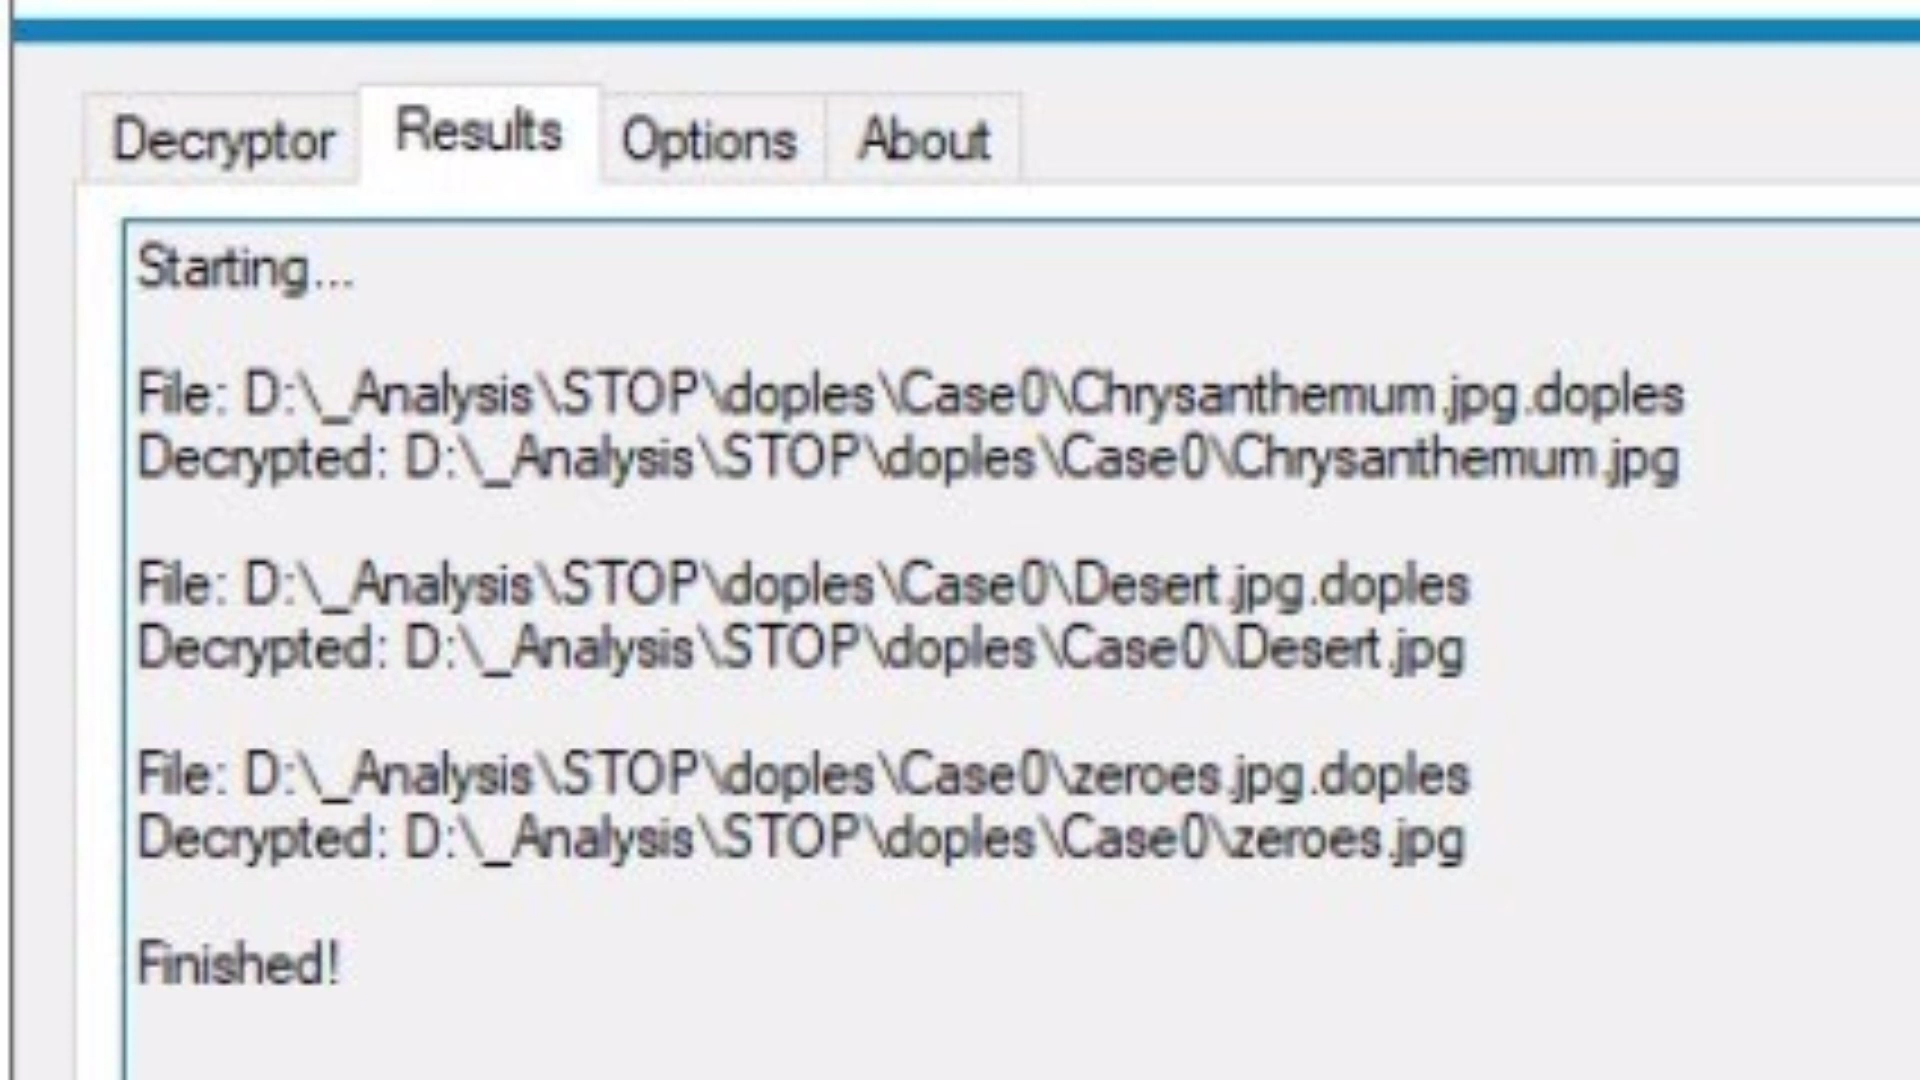 Decryptor Results Options About
Starting...
File: D:\_Analysis\STOP\doples\Case0\Chrysanthemum.jpg.doples
Decrypted: D:\_Analysis\STOP\doples\Case0\Chrysanthemum.jpg
File: D:\_Analysis\STOP\doples\Case0\Desert.jpg.doples
Decrypted: D:\_Analysis\STOP\doples\Case0\Desert.jpg
File: D:\_Analysis\STOP\doples\Case0\zeroes.jpg.doples
Decrypted: D:\_Analysis\STOP\doples\Case0\zeroes.jpg
Finished!